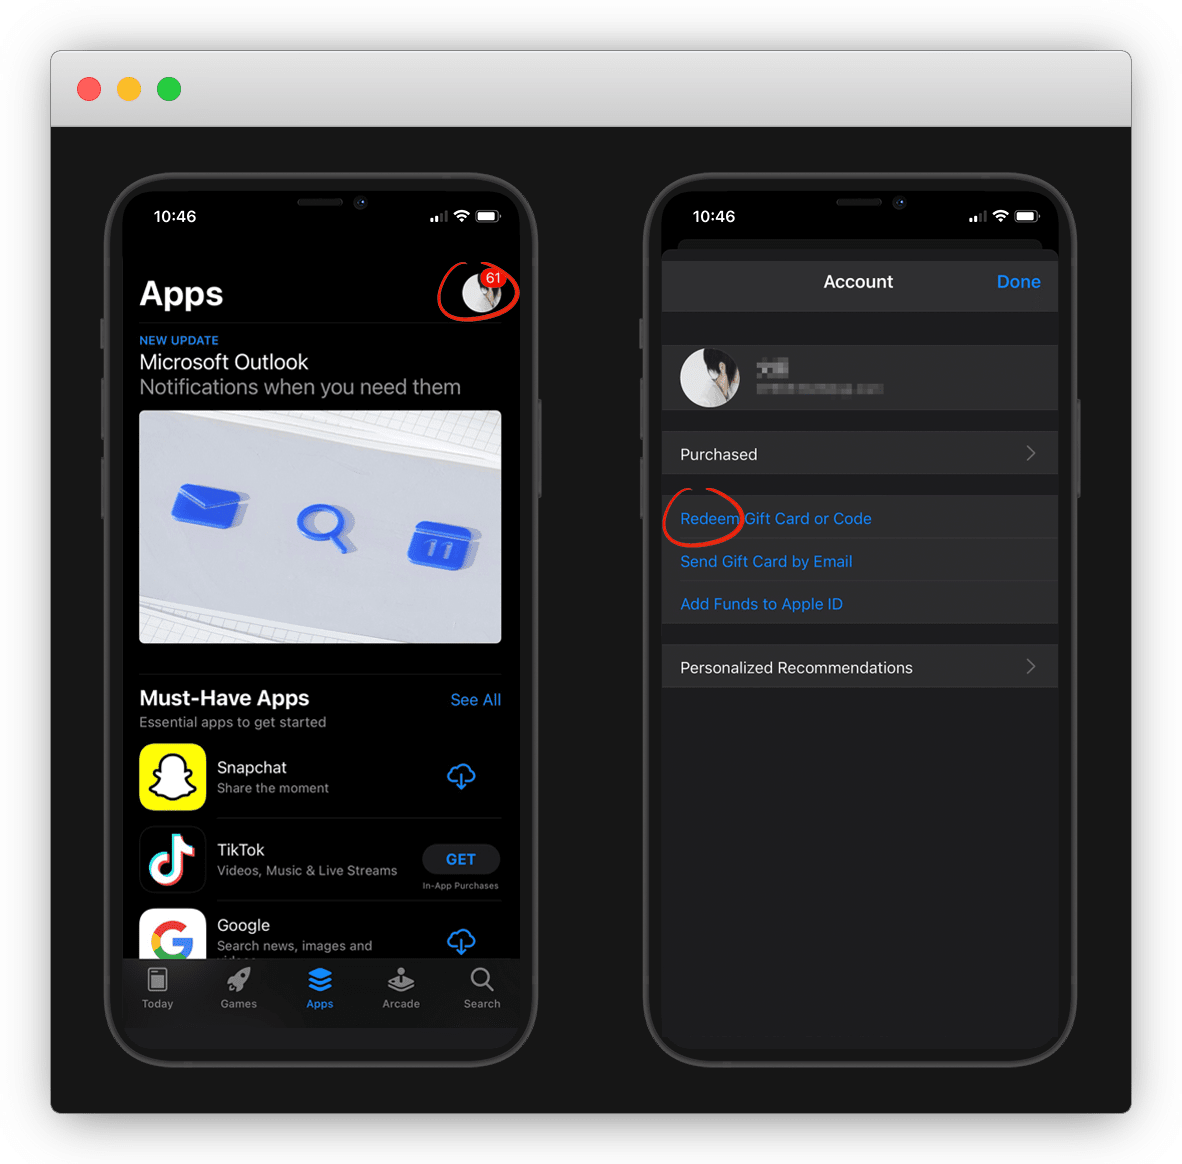 10:46
Apps
61
NEW UPDATE
Microsoft Outlook
Notifications when you need them
11
Must-Have Apps
See All
Essential apps to get started
Snapchat
Share the moment
TikTok
Videos, Music & Live Streams
GET
In-App Purchases
Google
Search news, images and
videos
Today
Games
Apps
Arcade
Search
10:46
Account
Done
Purchased
Redeem Gift Card or Code
Send Gift Card by Email
Add Funds to Apple ID
Personalized Recommendations